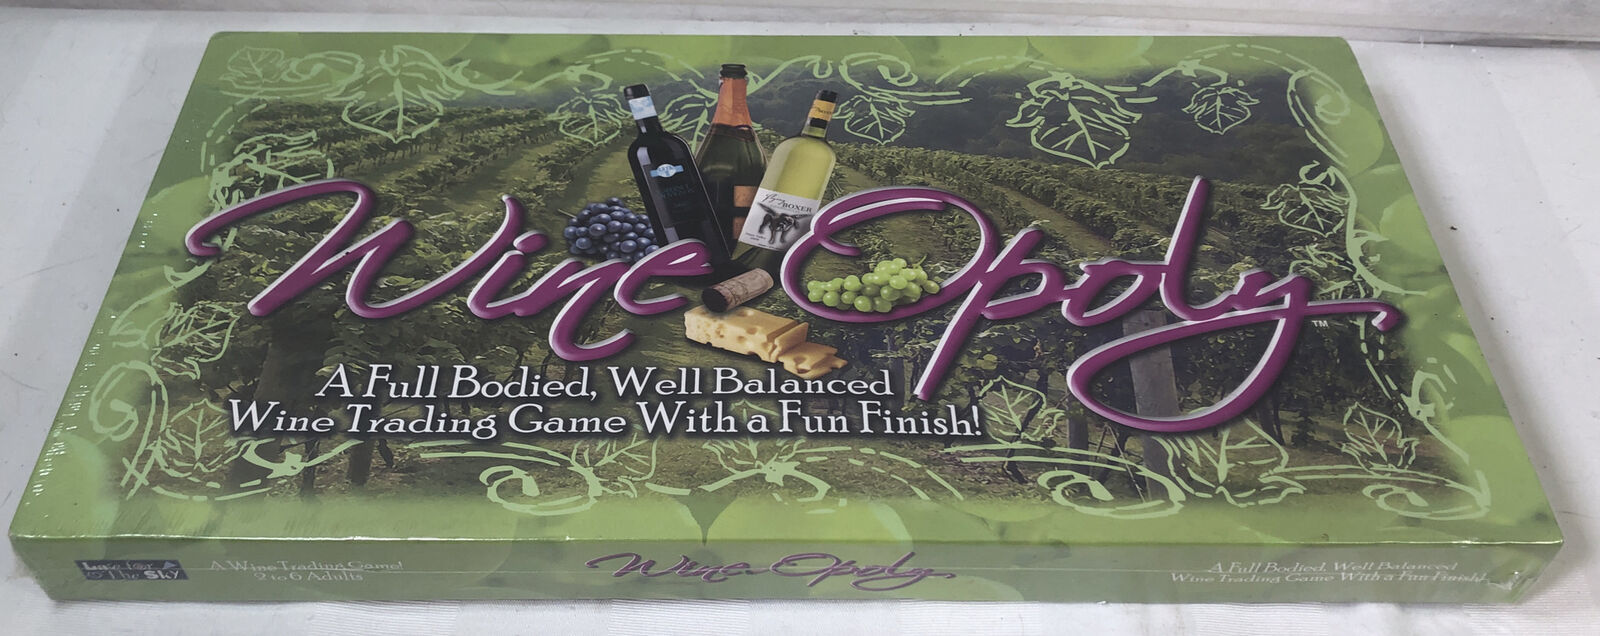 Wine Opoly ™
BOXER
A Full Bodied, Well Balanced
Wine Trading Game With a Fun Finish!
Late for
The Sky
A Wine Trading Game!
2 to 6 Adults
Wine-Opoly
A Full Bodied, Well Balanced
Wine Trading Game With a Fun Finish!